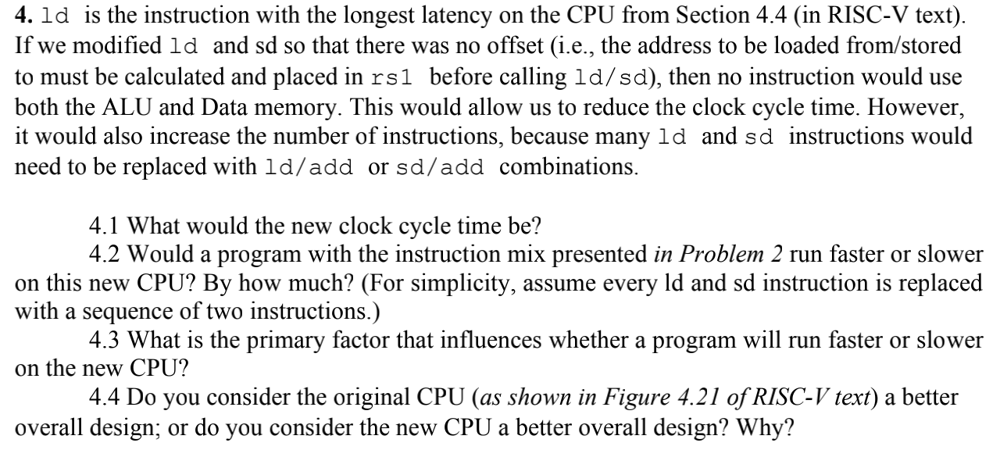 4. ld is the instruction with the longest latency on the CPU from Section 4.4 (in RISC-V text).
If we modified ld and sd so that there was no offset (i.e., the address to be loaded from/stored
to must be calculated and placed in rs1 before calling ld/sd), then no instruction would use
both the ALU and Data memory. This would allow us to reduce the clock cycle time. However,
it would also increase the number of instructions, because many ld and sd instructions would
need to be replaced with ld/add or sd/add combinations.
4.1 What would the new clock cycle time be?
4.2 Would a program with the instruction mix presented in Problem 2 run faster or slower
on this new CPU? By how much? (For simplicity, assume every ld and sd instruction is replaced
with a sequence of two instructions.)
4.3 What is the primary factor that influences whether a program will run faster or slower
on the new CPU?
4.4 Do you consider the original CPU (as shown in Figure 4.21 of RISC-V text) a better
overall design; or do you consider the new CPU a better overall design? Why?